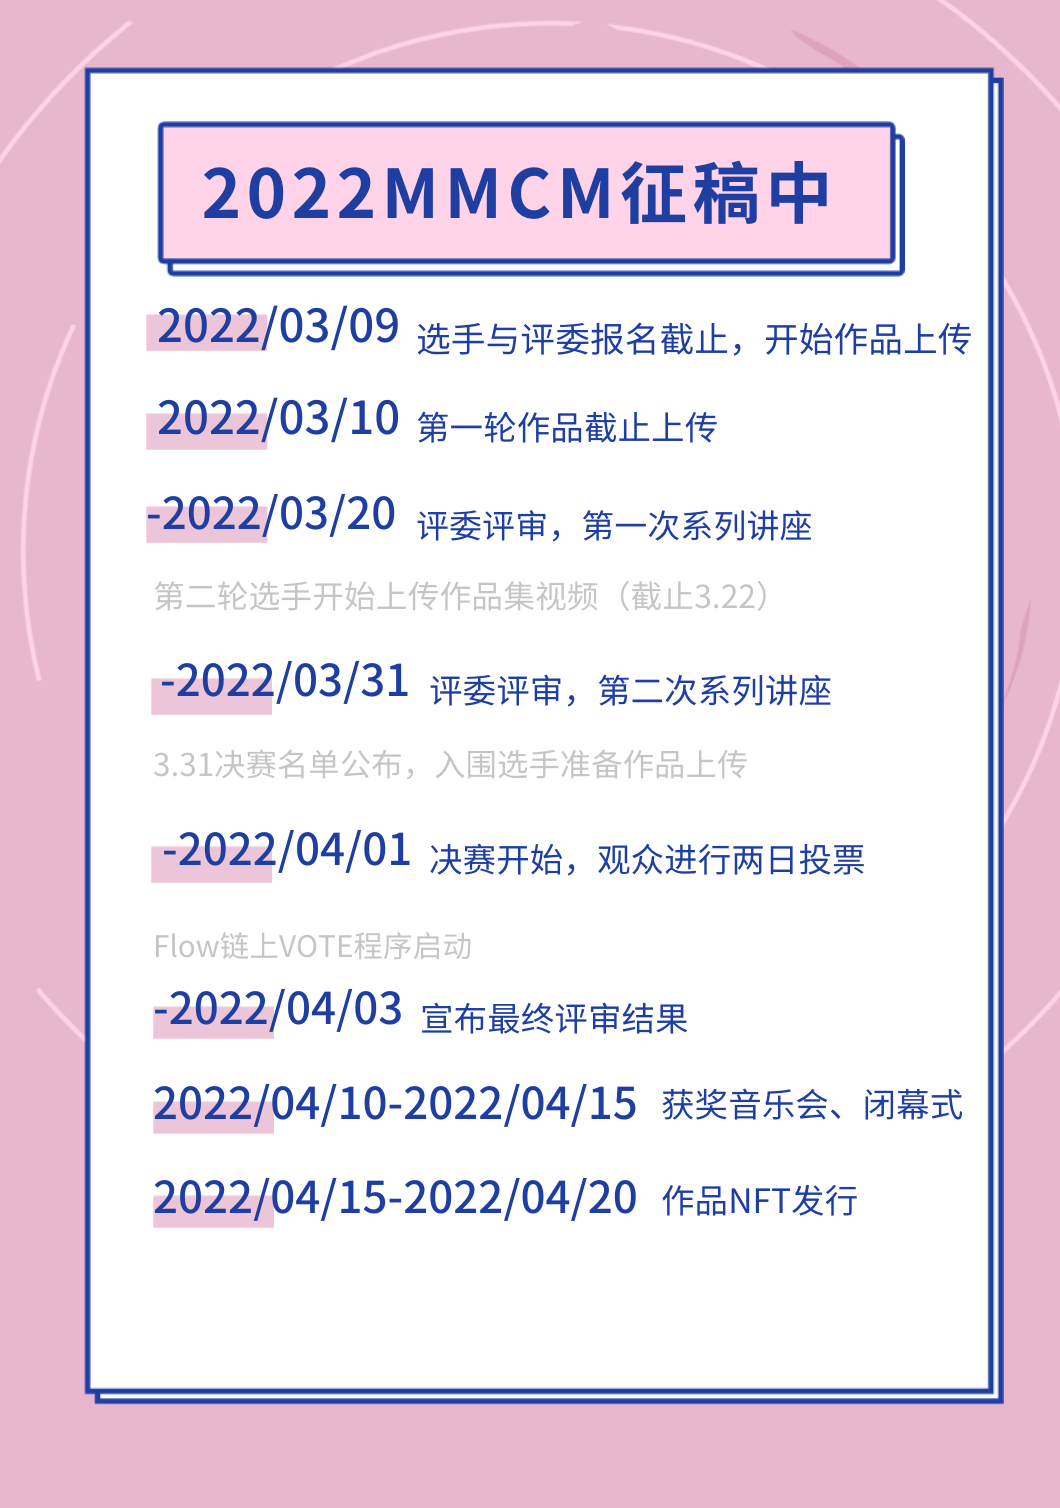 2022MMCM征稿中
2022/03/09 选手与评委报名截止，开始作品上传
2022/03/10 第一轮作品截止上传
-2022/03/20 评委评审，第一次系列讲座
第二轮选手开始上传作品集视频（截止3.22）
-2022/03/31 评委评审，第二次系列讲座
3.31决赛名单公布，入围选手准备作品上传
-2022/04/01 决赛开始，观众进行两日投票
Flow链上VOTE程序启动
-2022/04/03 宣布最终评审结果
2022/04/10-2022/04/15 获奖音乐会、闭幕式
2022/04/15-2022/04/20 作品NFT发行